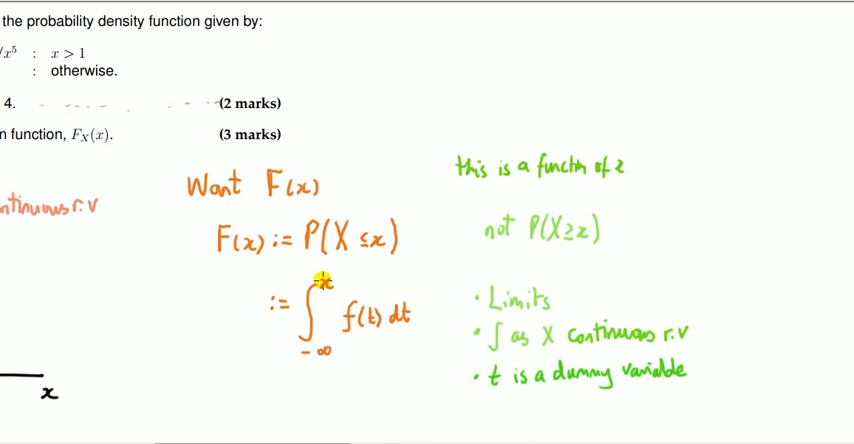 the probability density function given by:
/x⁵ : x > 1
: otherwise.
4. (2 marks)
n function, F_X(x). (3 marks)
this is a functn of x
ntinuous r.v
Want F(x)
F(x) := P(X ≤ x)
not P(X ≥ x)
:= ∫_{-∞}^{x} f(t) dt
• Limits
• ∫ as X continuous r.v
• t is a dummy variable
x